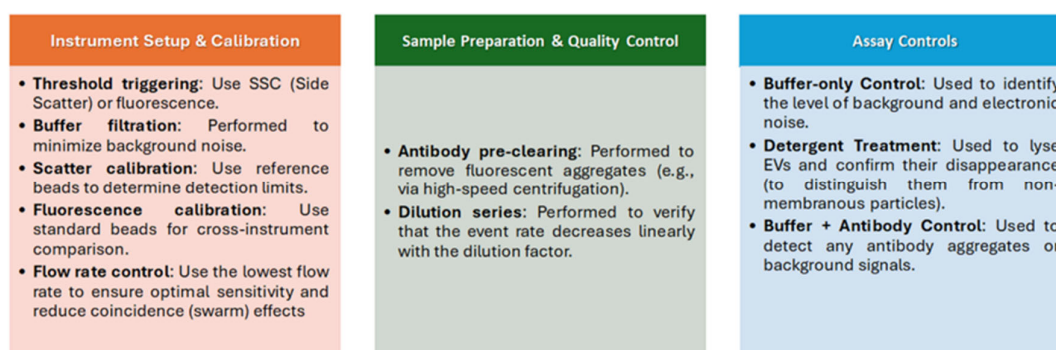 Instrument Setup & Calibration
• Threshold triggering: Use SSC (Side
Scatter) or fluorescence.
• Buffer filtration: Performed to
minimize background noise.
• Scatter calibration: Use reference
beads to determine detection limits.
• Fluorescence calibration: Use
standard beads for cross-instrument
comparison.
• Flow rate control: Use the lowest flow
rate to ensure optimal sensitivity and
reduce coincidence (swarm) effects
Sample Preparation & Quality Control
• Antibody pre-clearing: Performed to
remove fluorescent aggregates (e.g.,
via high-speed centrifugation).
• Dilution series: Performed to verify
that the event rate decreases linearly
with the dilution factor.
Assay Controls
• Buffer-only Control: Used to identify
the level of background and electronic
noise.
• Detergent Treatment: Used to lyse
EVs and confirm their disappearance
(to distinguish them from non-
membranous particles).
• Buffer + Antibody Control: Used to
detect any antibody aggregates or
background signals.